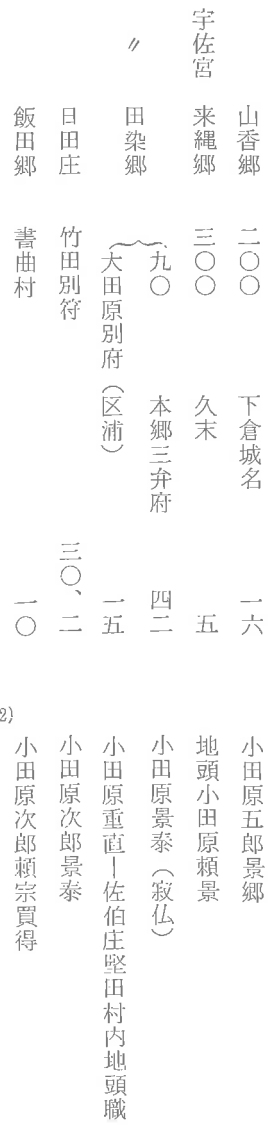 山香郷 二〇〇 下倉城名 一六 小田原五郎景郷
宇佐宮 来縄郷 三〇〇 久末 五 地頭小田原頼景
〃 田染郷 九〇 本郷三弁府 四二 小田原景泰（寂仏）
大田原別府（区浦） 一五 小田原重直ー佐伯庄堅田村内地頭職
日田庄 竹田別符 三〇、二 小田原次郎景泰
飯田郷 書曲村 一〇 2) 小田原次郎頼宗買得